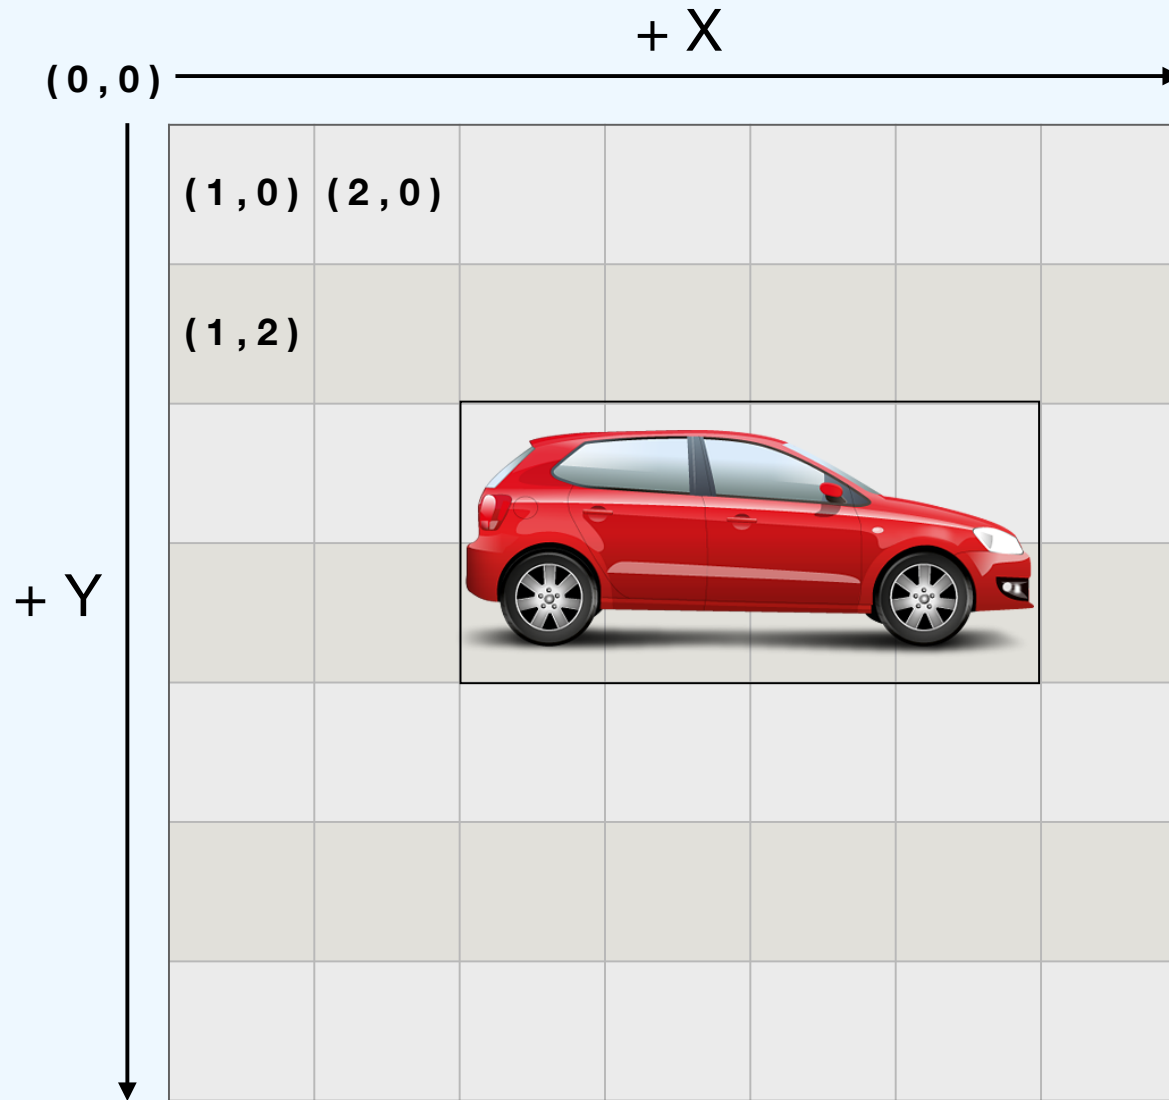 + X
(0,0)
(1,0) (2,0)
(1,2)
+ Y